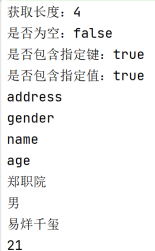 获取长度：4
是否为空：false
是否包含指定键：true
是否包含指定值：true
address
gender
name
age
郑职院
男
易烊千玺
21